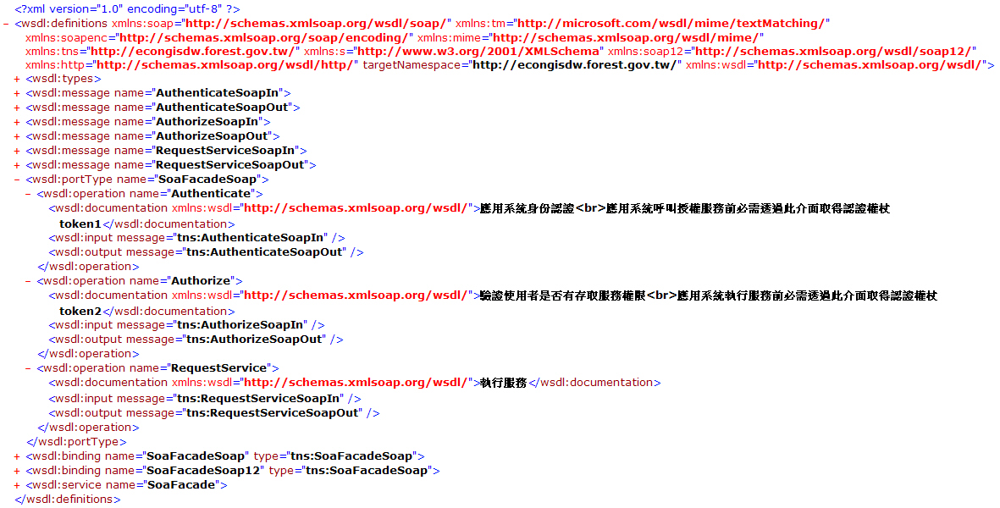 <?xml version="1.0" encoding="utf-8" ?>
- <wsdl:definitions xmlns:soap="http://schemas.xmlsoap.org/wsdl/soap/" xmlns:tm="http://microsoft.com/wsdl/mime/textMatching/"
xmlns:soapenc="http://schemas.xmlsoap.org/soap/encoding/" xmlns:mime="http://schemas.xmlsoap.org/wsdl/mime/"
xmlns:tns="http://econgisdw.forest.gov.tw/" xmlns:s="http://www.w3.org/2001/XMLSchema" xmlns:soap12="http://schemas.xmlsoap.org/wsdl/soap12/"
xmlns:http="http://schemas.xmlsoap.org/wsdl/http/" targetNamespace="http://econgisdw.forest.gov.tw/" xmlns:wsdl="http://schemas.xmlsoap.org/wsdl/">
+ <wsdl:types>
+ <wsdl:message name="AuthenticateSoapIn">
+ <wsdl:message name="AuthenticateSoapOut">
+ <wsdl:message name="AuthorizeSoapIn">
+ <wsdl:message name="AuthorizeSoapOut">
+ <wsdl:message name="RequestServiceSoapIn">
+ <wsdl:message name="RequestServiceSoapOut">
- <wsdl:portType name="SoaFacadeSoap">
- <wsdl:operation name="Authenticate">
<wsdl:documentation xmlns:wsdl="http://schemas.xmlsoap.org/wsdl/">應用系統身份認證<br>應用系統呼叫授權服務前必需透過此介面取得認證權杖
token1</wsdl:documentation>
<wsdl:input message="tns:AuthenticateSoapIn" />
<wsdl:output message="tns:AuthenticateSoapOut" />
</wsdl:operation>
- <wsdl:operation name="Authorize">
<wsdl:documentation xmlns:wsdl="http://schemas.xmlsoap.org/wsdl/">驗證使用者是否有存取服務權限<br>應用系統執行服務前必需透過此介面取得認證權杖
token2</wsdl:documentation>
<wsdl:input message="tns:AuthorizeSoapIn" />
<wsdl:output message="tns:AuthorizeSoapOut" />
</wsdl:operation>
- <wsdl:operation name="RequestService">
<wsdl:documentation xmlns:wsdl="http://schemas.xmlsoap.org/wsdl/">執行服務</wsdl:documentation>
<wsdl:input message="tns:RequestServiceSoapIn" />
<wsdl:output message="tns:RequestServiceSoapOut" />
</wsdl:operation>
</wsdl:portType>
+ <wsdl:binding name="SoaFacadeSoap" type="tns:SoaFacadeSoap">
+ <wsdl:binding name="SoaFacadeSoap12" type="tns:SoaFacadeSoap">
+ <wsdl:service name="SoaFacade">
</wsdl:definitions>